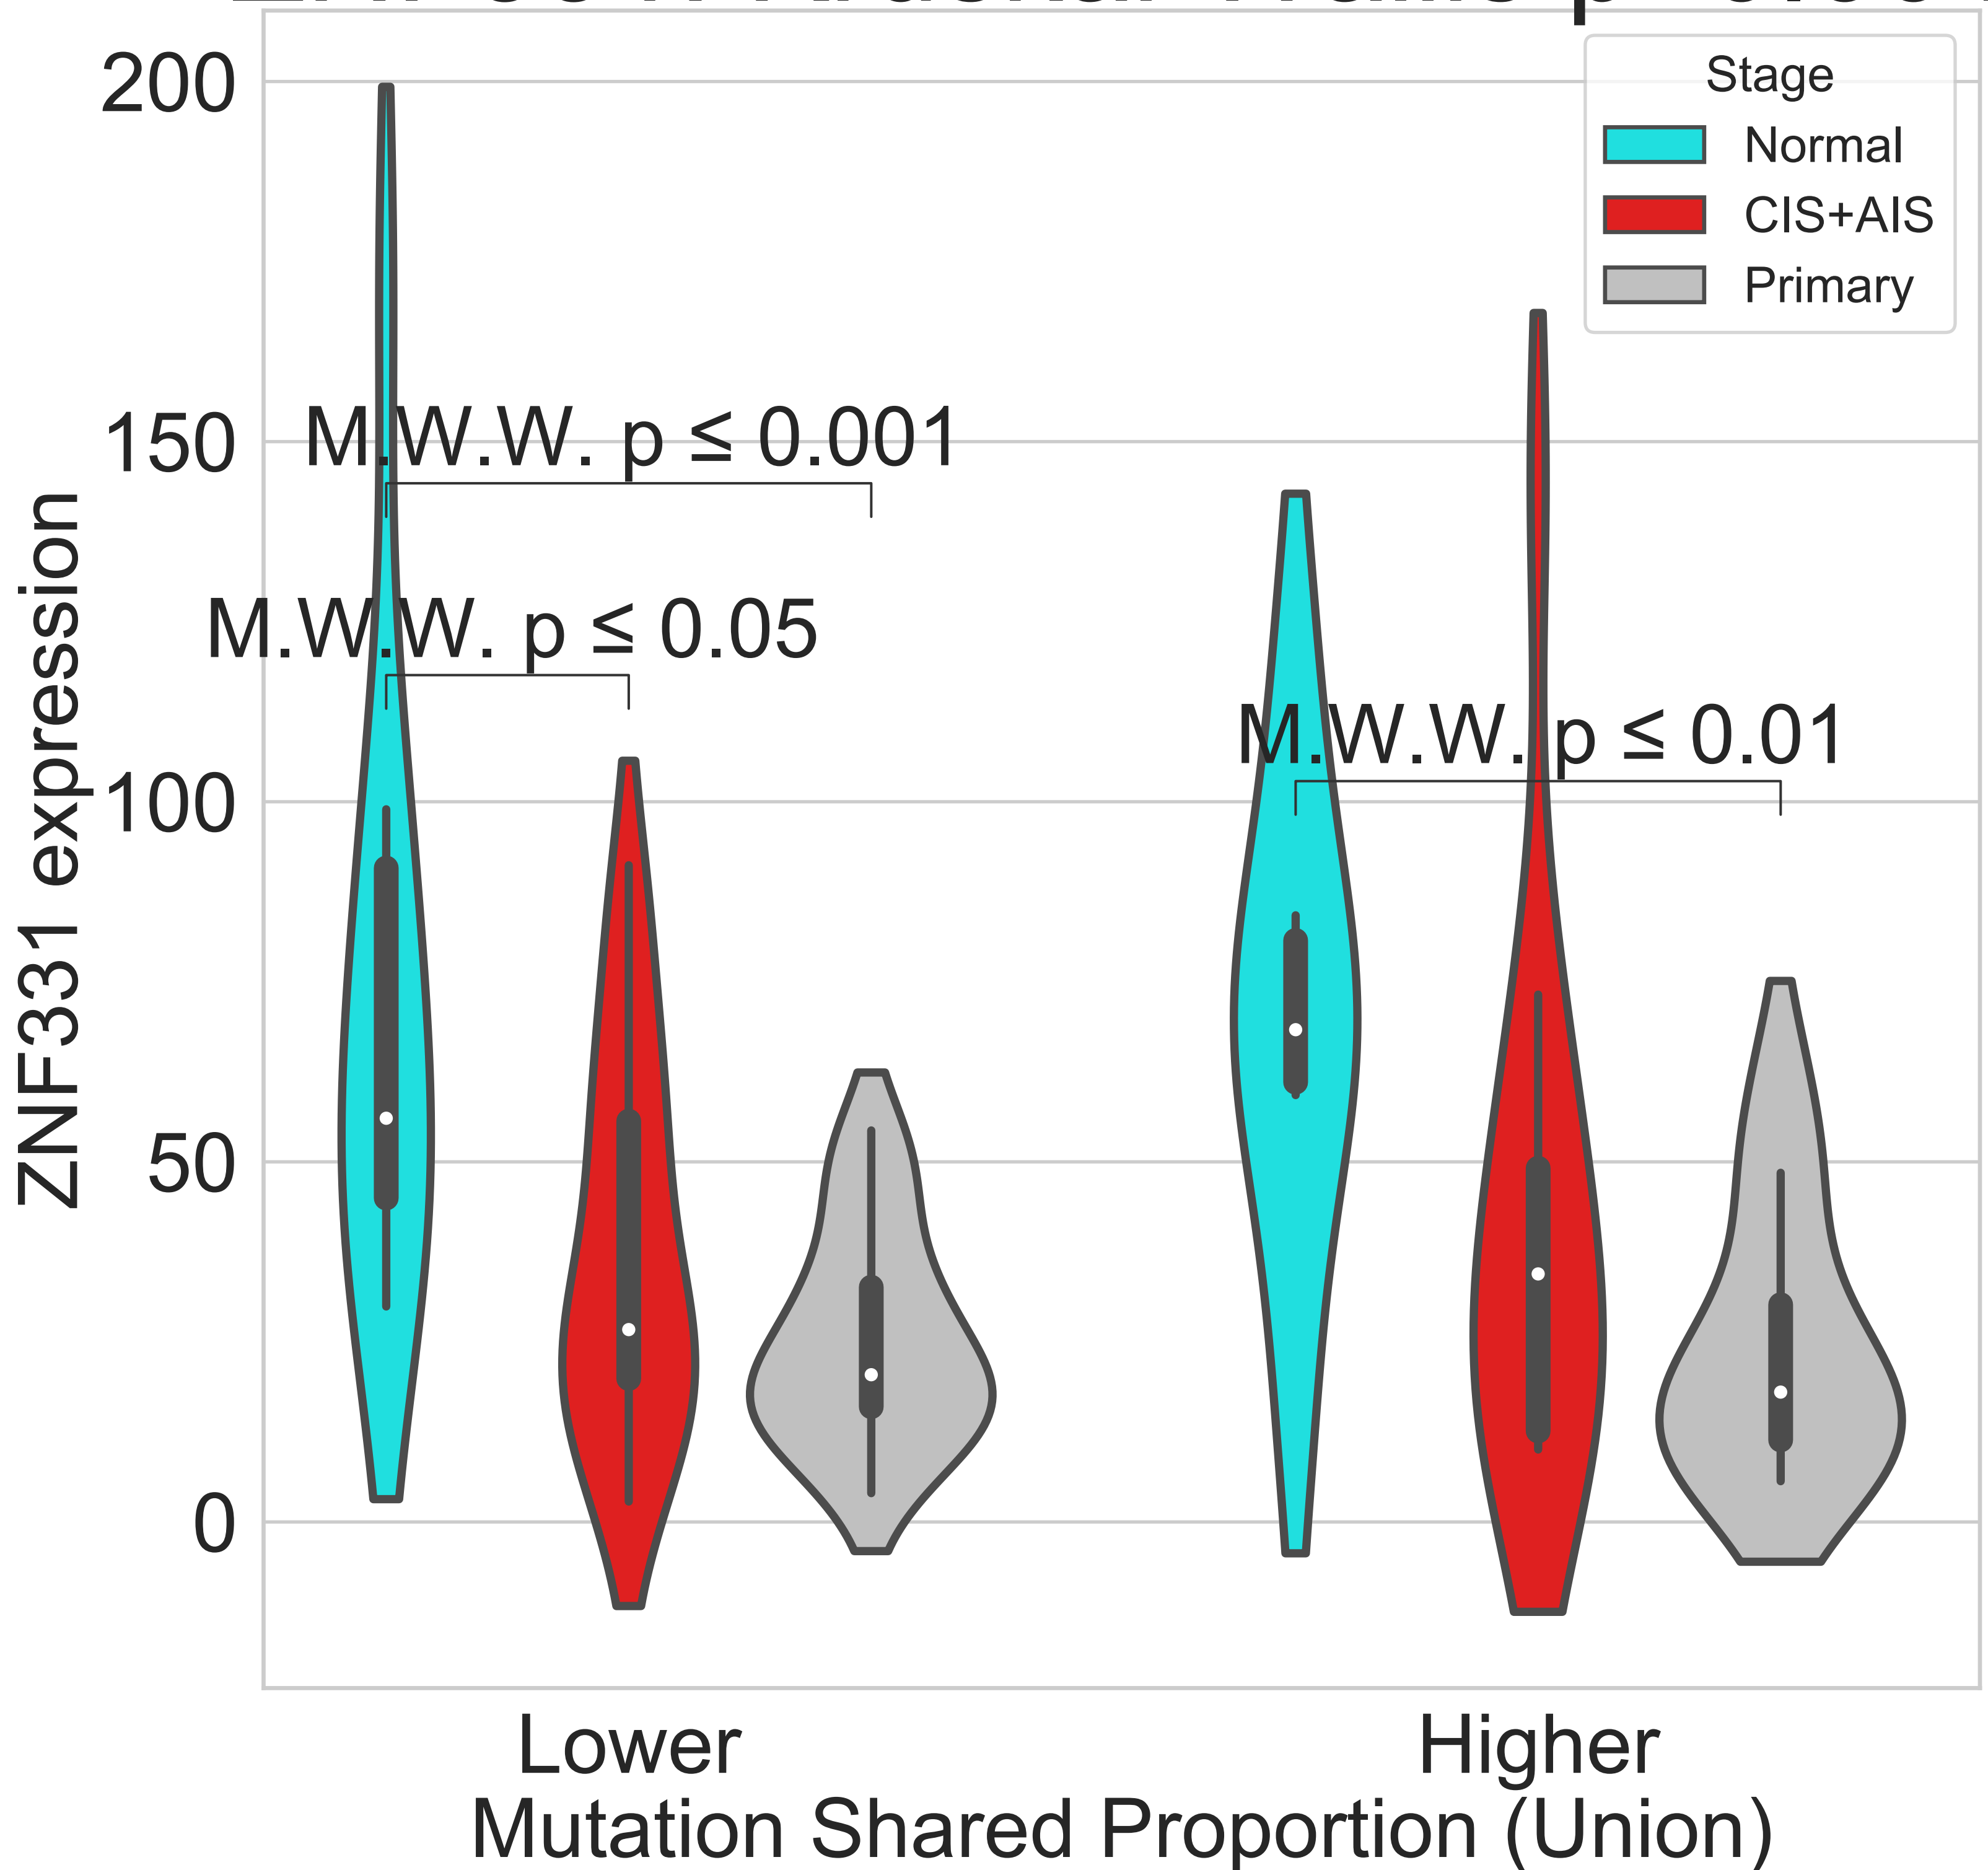 Stage
Normal
CIS+AIS
Primary
200
150
100
50
0
ZNF331 expression
M.W.W. p ≤ 0.001
M.W.W. p ≤ 0.05
M.W.W. p ≤ 0.01
Lower
Higher
Mutation Shared Proportion (Union)